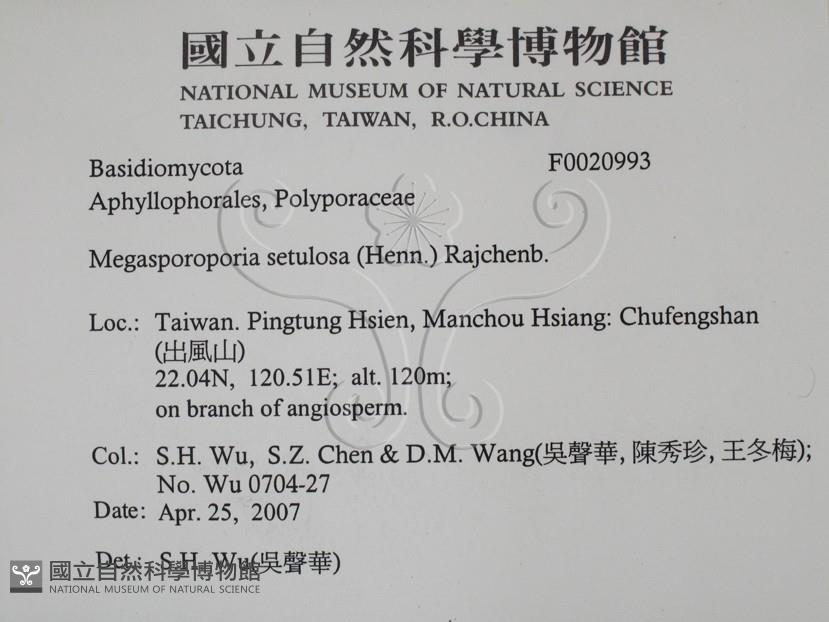 國立自然科學博物館
NATIONAL MUSEUM OF NATURAL SCIENCE
TAICHUNG, TAIWAN, R.O.CHINA
Basidiomycota F0020993
Aphyllophorales, Polyporaceae
Megasporoporia setulosa (Henn.) Rajchenb.
Loc.: Taiwan. Pingtung Hsien, Manchou Hsiang: Chufengshan
(出風山)
22.04N, 120.51E; alt. 120m;
on branch of angiosperm.
Col.: S.H. Wu, S.Z. Chen & D.M. Wang(吳聲華, 陳秀珍, 王冬梅);
No. Wu 0704-27
Date: Apr. 25, 2007
Det.: S.H. Wu(吳聲華)
國立自然科學博物館
NATIONAL MUSEUM OF NATURAL SCIENCE